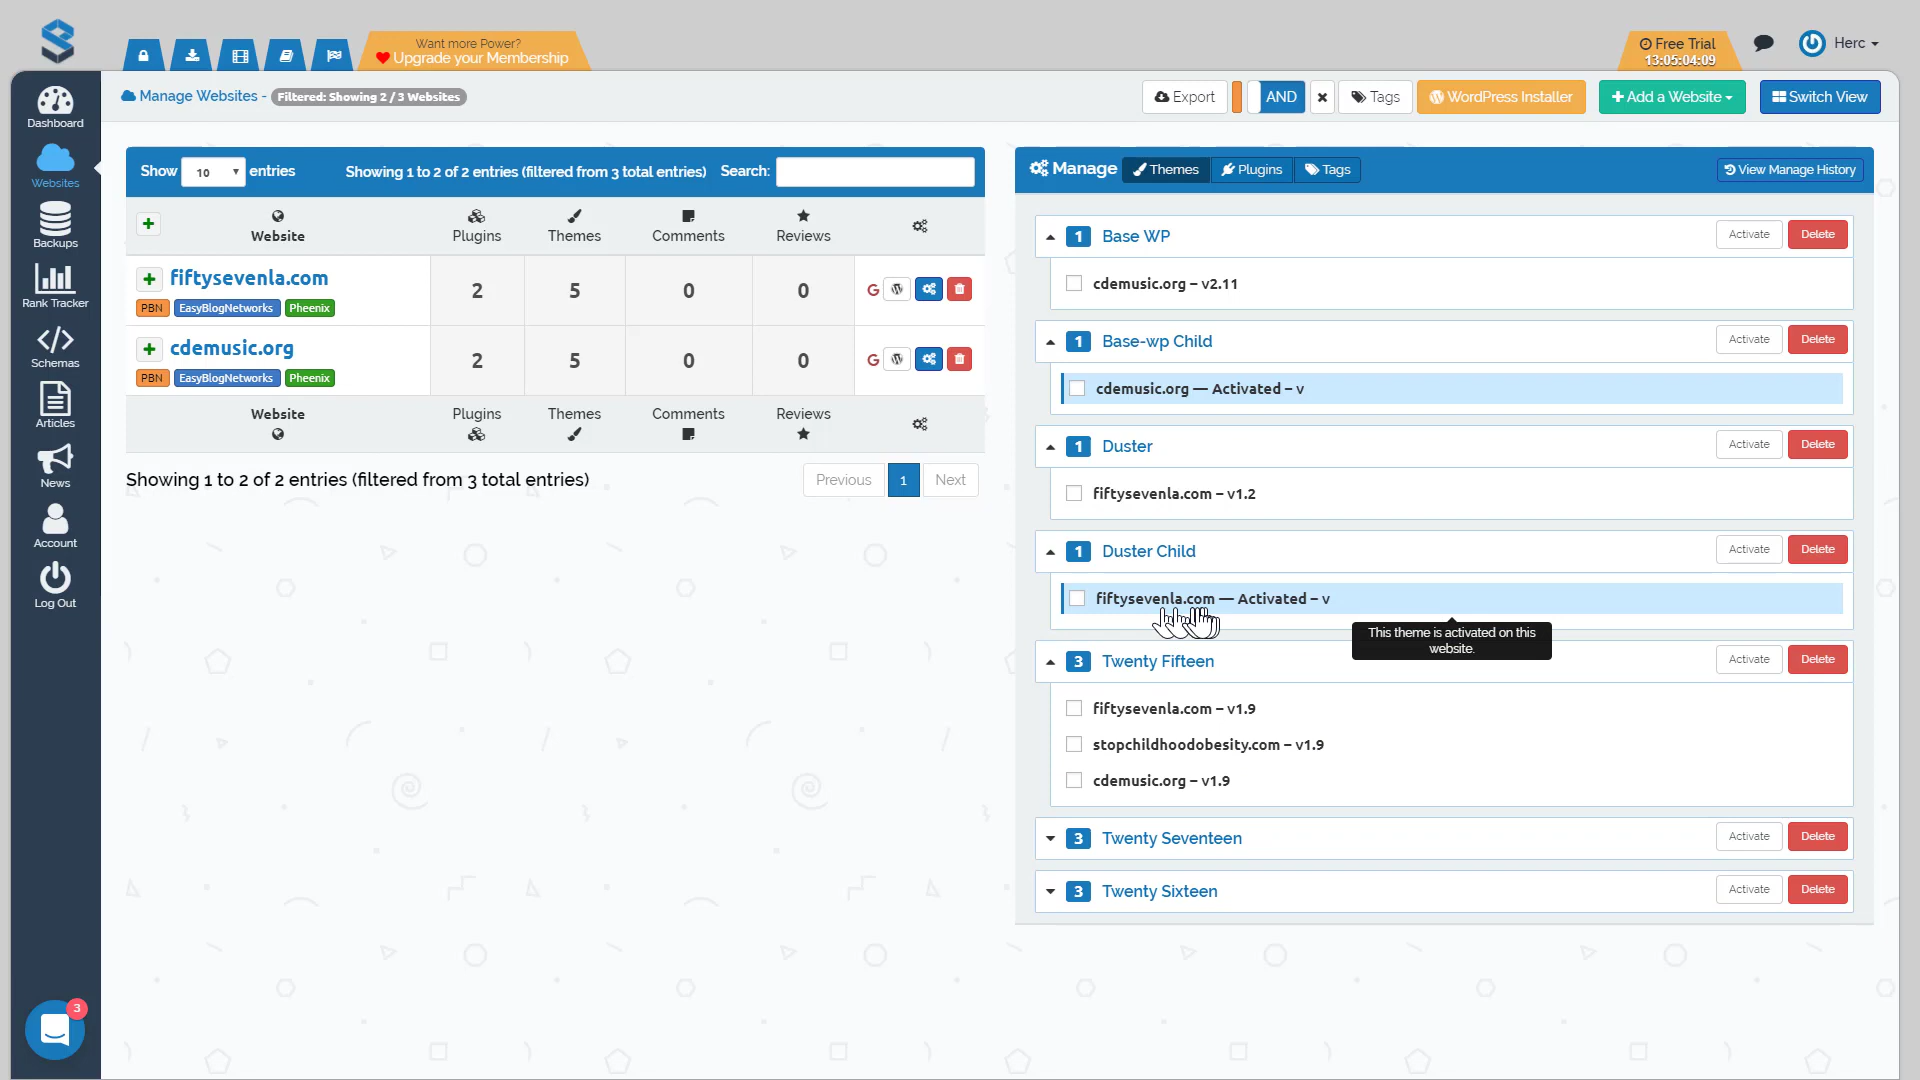 Want more Power?
Upgrade your Membership
Free Trial
13:05:04:09
Herc
Manage Websites - Filtered: Showing 2 / 3 Websites
Export
AND
Tags
WordPress Installer
Add a Website
Switch View
Dashboard
Websites
Backups
Rank Tracker
Schemas
Articles
News
Account
Log Out
3
Show 10 entries
Showing 1 to 2 of 2 entries (filtered from 3 total entries)
Search:
Website Plugins Themes Comments Reviews
fiftysevenla.com
PBN EasyBlogNetworks Pheenix
2 5 0 0
G
cdemusic.org
PBN EasyBlogNetworks Pheenix
2 5 0 0
G
Website Plugins Themes Comments Reviews
Showing 1 to 2 of 2 entries (filtered from 3 total entries)
Previous 1 Next
Manage Themes Plugins Tags View Manage History
1 Base WP Activate Delete
cdemusic.org – v2.11
1 Base-wp Child Activate Delete
cdemusic.org — Activated – v
1 Duster Activate Delete
fiftysevenla.com – v1.2
1 Duster Child Activate Delete
fiftysevenla.com — Activated – v
This theme is activated on this
website.
3 Twenty Fifteen Activate Delete
fiftysevenla.com – v1.9
stopchildhoodobesity.com – v1.9
cdemusic.org – v1.9
3 Twenty Seventeen Activate Delete
3 Twenty Sixteen Activate Delete